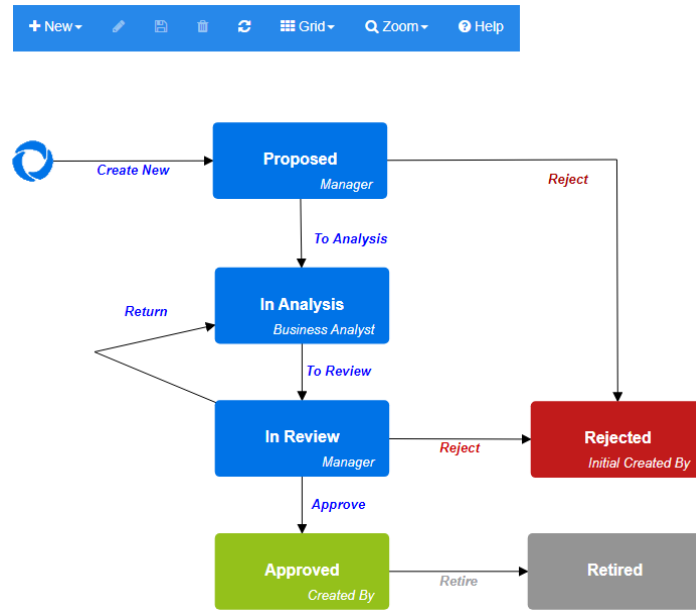 New
Grid
Zoom
Help
Proposed
Manager
Create New
Reject
To Analysis
In Analysis
Business Analyst
Return
To Review
In Review
Manager
Reject
Rejected
Initial Created By
Approve
Approved
Created By
Retire
Retired